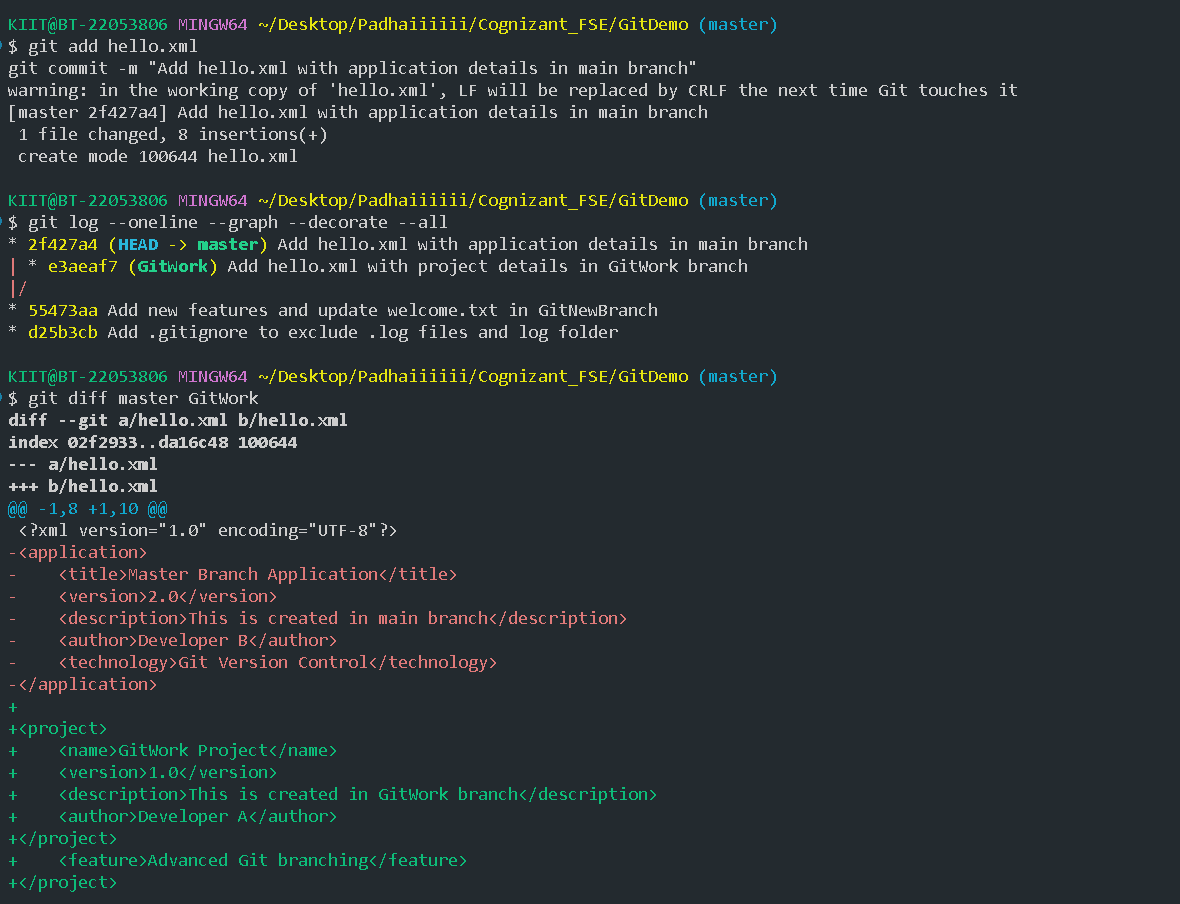 KIIT@BT-22053806 MINGW64 ~/Desktop/Padhaiiiiii/Cognizant_FSE/GitDemo (master)
$ git add hello.xml
git commit -m "Add hello.xml with application details in main branch"
warning: in the working copy of 'hello.xml', LF will be replaced by CRLF the next time Git touches it
[master 2f427a4] Add hello.xml with application details in main branch
 1 file changed, 8 insertions(+)
 create mode 100644 hello.xml

KIIT@BT-22053806 MINGW64 ~/Desktop/Padhaiiiiii/Cognizant_FSE/GitDemo (master)
$ git log --oneline --graph --decorate --all
* 2f427a4 (HEAD -> master) Add hello.xml with application details in main branch
| * e3aeaf7 (GitWork) Add hello.xml with project details in GitWork branch
|/
* 55473aa Add new features and update welcome.txt in GitNewBranch
* d25b3cb Add .gitignore to exclude .log files and log folder

KIIT@BT-22053806 MINGW64 ~/Desktop/Padhaiiiiii/Cognizant_FSE/GitDemo (master)
$ git diff master GitWork
diff --git a/hello.xml b/hello.xml
index 02f2933..da16c48 100644
--- a/hello.xml
+++ b/hello.xml
@@ -1,8 +1,10 @@
 <?xml version="1.0" encoding="UTF-8"?>
-<application>
-    <title>Master Branch Application</title>
-    <version>2.0</version>
-    <description>This is created in main branch</description>
-    <author>Developer B</author>
-    <technology>Git Version Control</technology>
-</application>
+
+<project>
+    <name>GitWork Project</name>
+    <version>1.0</version>
+    <description>This is created in GitWork branch</description>
+    <author>Developer A</author>
+</project>
+    <feature>Advanced Git branching</feature>
+</project>